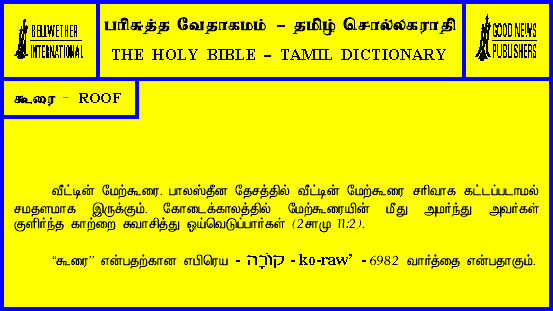 BELLWETHER
INTERNATIONAL
பரிசுத்த வேதாகமம் – தமிழ் சொல்லகராதி
THE HOLY BIBLE – TAMIL DICTIONARY
GOOD NEWS
PUBLISHERS
கூரை – ROOF
வீட்டின் மேற்கூரை. பாலஸ்தீன தேசத்தில் வீட்டின் மேற்கூரை சரிவாக கட்டப்படாமல்
சமதளமாக இருக்கும். கோடைக்காலத்தில் மேற்கூரையின் மீது அமர்ந்து அவர்கள்
குளிர்ந்த காற்றை சுவாசித்து ஓய்வெடுப்பார்கள் (2சாமு 11:2).
“கூரை” என்பதற்கான எபிரெய - קוֹרָה - ko-raw’ - 6982 வார்த்தை என்பதாகும்.